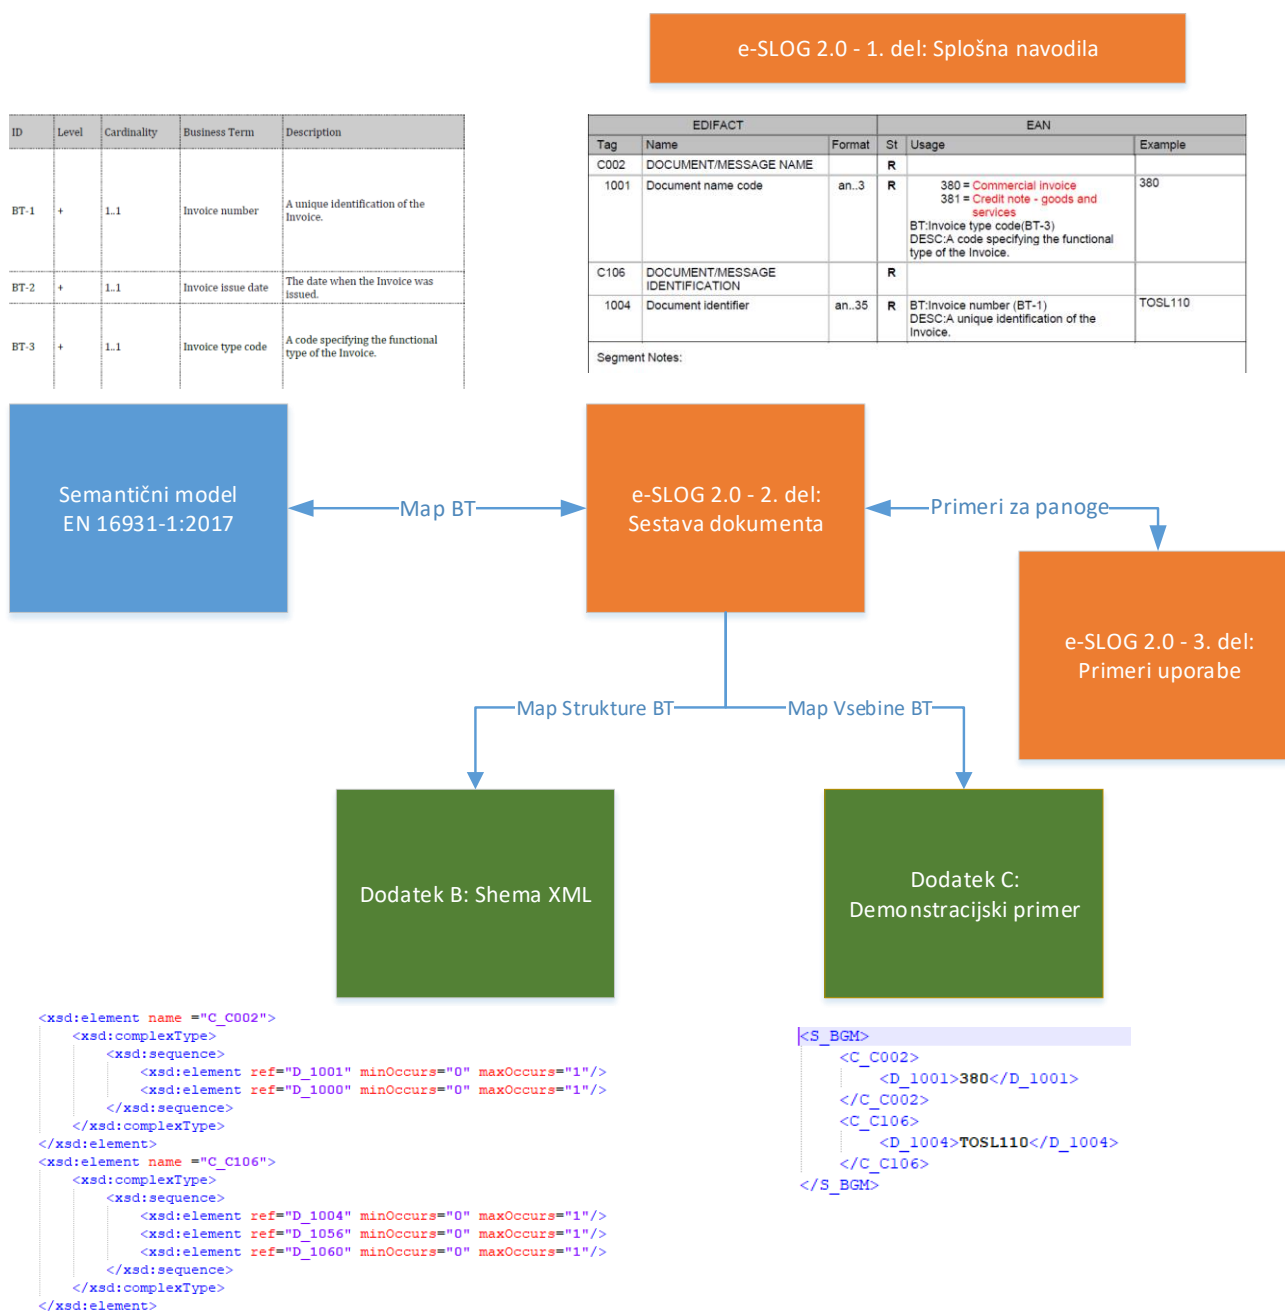 e-SLOG 2.0 - 1. del: Splošna navodila
ID Level Cardinality Business Term Description
BT-1 + 1..1 Invoice number A unique identification of the
Invoice.
BT-2 + 1..1 Invoice issue date The date when the Invoice was
issued.
BT-3 + 1..1 Invoice type code A code specifying the functional
type of the Invoice.
EDIFACT EAN
Tag Name Format St Usage Example
C002 DOCUMENT/MESSAGE NAME R
1001 Document name code an..3 R 380 = Commercial invoice 380
381 = Credit note - goods and
services
BT:Invoice type code(BT-3)
DESC:A code specifying the functional
type of the Invoice.
C106 DOCUMENT/MESSAGE R
IDENTIFICATION
1004 Document identifier an..35 R BT:Invoice number (BT-1) TOSL110
DESC:A unique identification of the
Invoice.
Segment Notes:
Semantični model
EN 16931-1:2017
Map BT
e-SLOG 2.0 - 2. del:
Sestava dokumenta
Primeri za panoge
e-SLOG 2.0 - 3. del:
Primeri uporabe
Map Strukture BT
Map Vsebine BT
Dodatek B: Shema XML
Dodatek C:
Demonstracijski primer
<xsd:element name ="C_C002">
<xsd:complexType>
<xsd:sequence>
<xsd:element ref="D_1001" minOccurs="0" maxOccurs="1"/>
<xsd:element ref="D_1000" minOccurs="0" maxOccurs="1"/>
</xsd:sequence>
</xsd:complexType>
</xsd:element>
<xsd:element name ="C_C106">
<xsd:complexType>
<xsd:sequence>
<xsd:element ref="D_1004" minOccurs="0" maxOccurs="1"/>
<xsd:element ref="D_1056" minOccurs="0" maxOccurs="1"/>
<xsd:element ref="D_1060" minOccurs="0" maxOccurs="1"/>
</xsd:sequence>
</xsd:complexType>
</xsd:element>
<S_BGM>
<C_C002>
<D_1001>380</D_1001>
</C_C002>
<C_C106>
<D_1004>TOSL110</D_1004>
</C_C106>
</S_BGM>